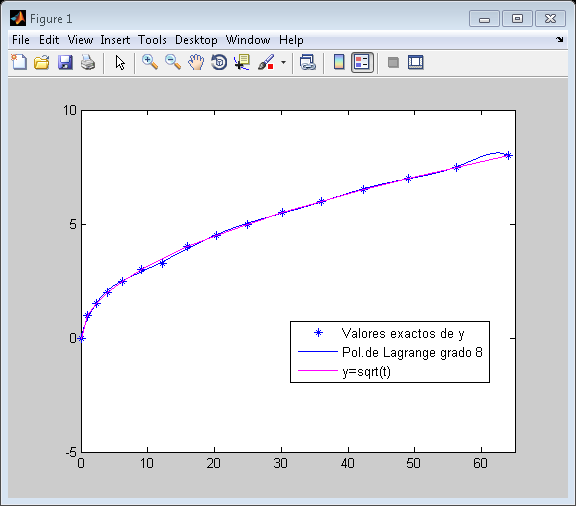 Figure 1
File Edit View Insert Tools Desktop Window Help
10
5
0
-5
0 10 20 30 40 50 60
Valores exactos de y
Pol.de Lagrange grado 8
y=sqrt(t)